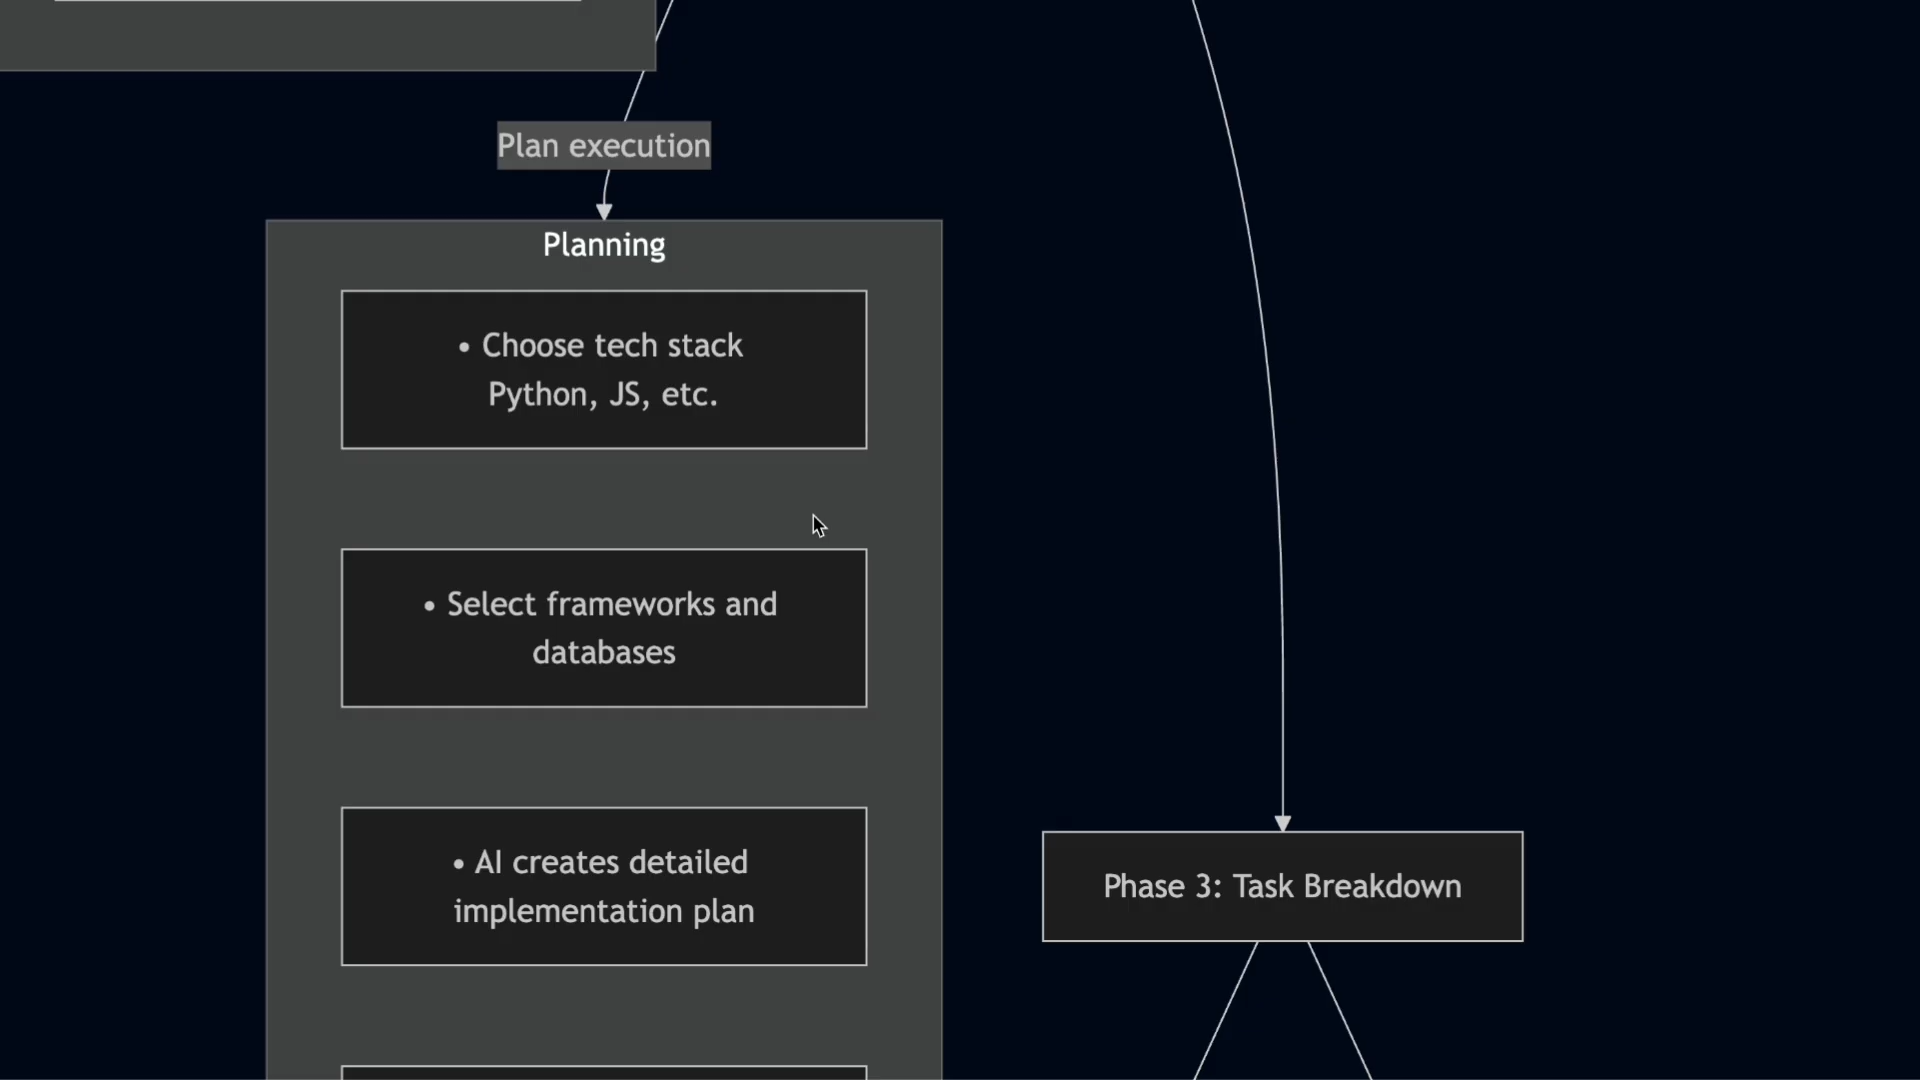 Plan execution
Planning
• Choose tech stack
Python, JS, etc.
• Select frameworks and
databases
• AI creates detailed
implementation plan
Phase 3: Task Breakdown